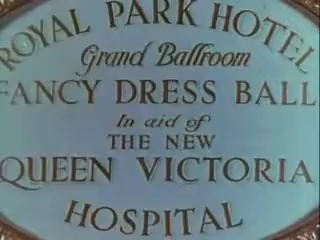 ROYAL PARK HOTEL
Grand Ballroom
FANCY DRESS BALL
In aid of
THE NEW
QUEEN VICTORIA
HOSPITAL